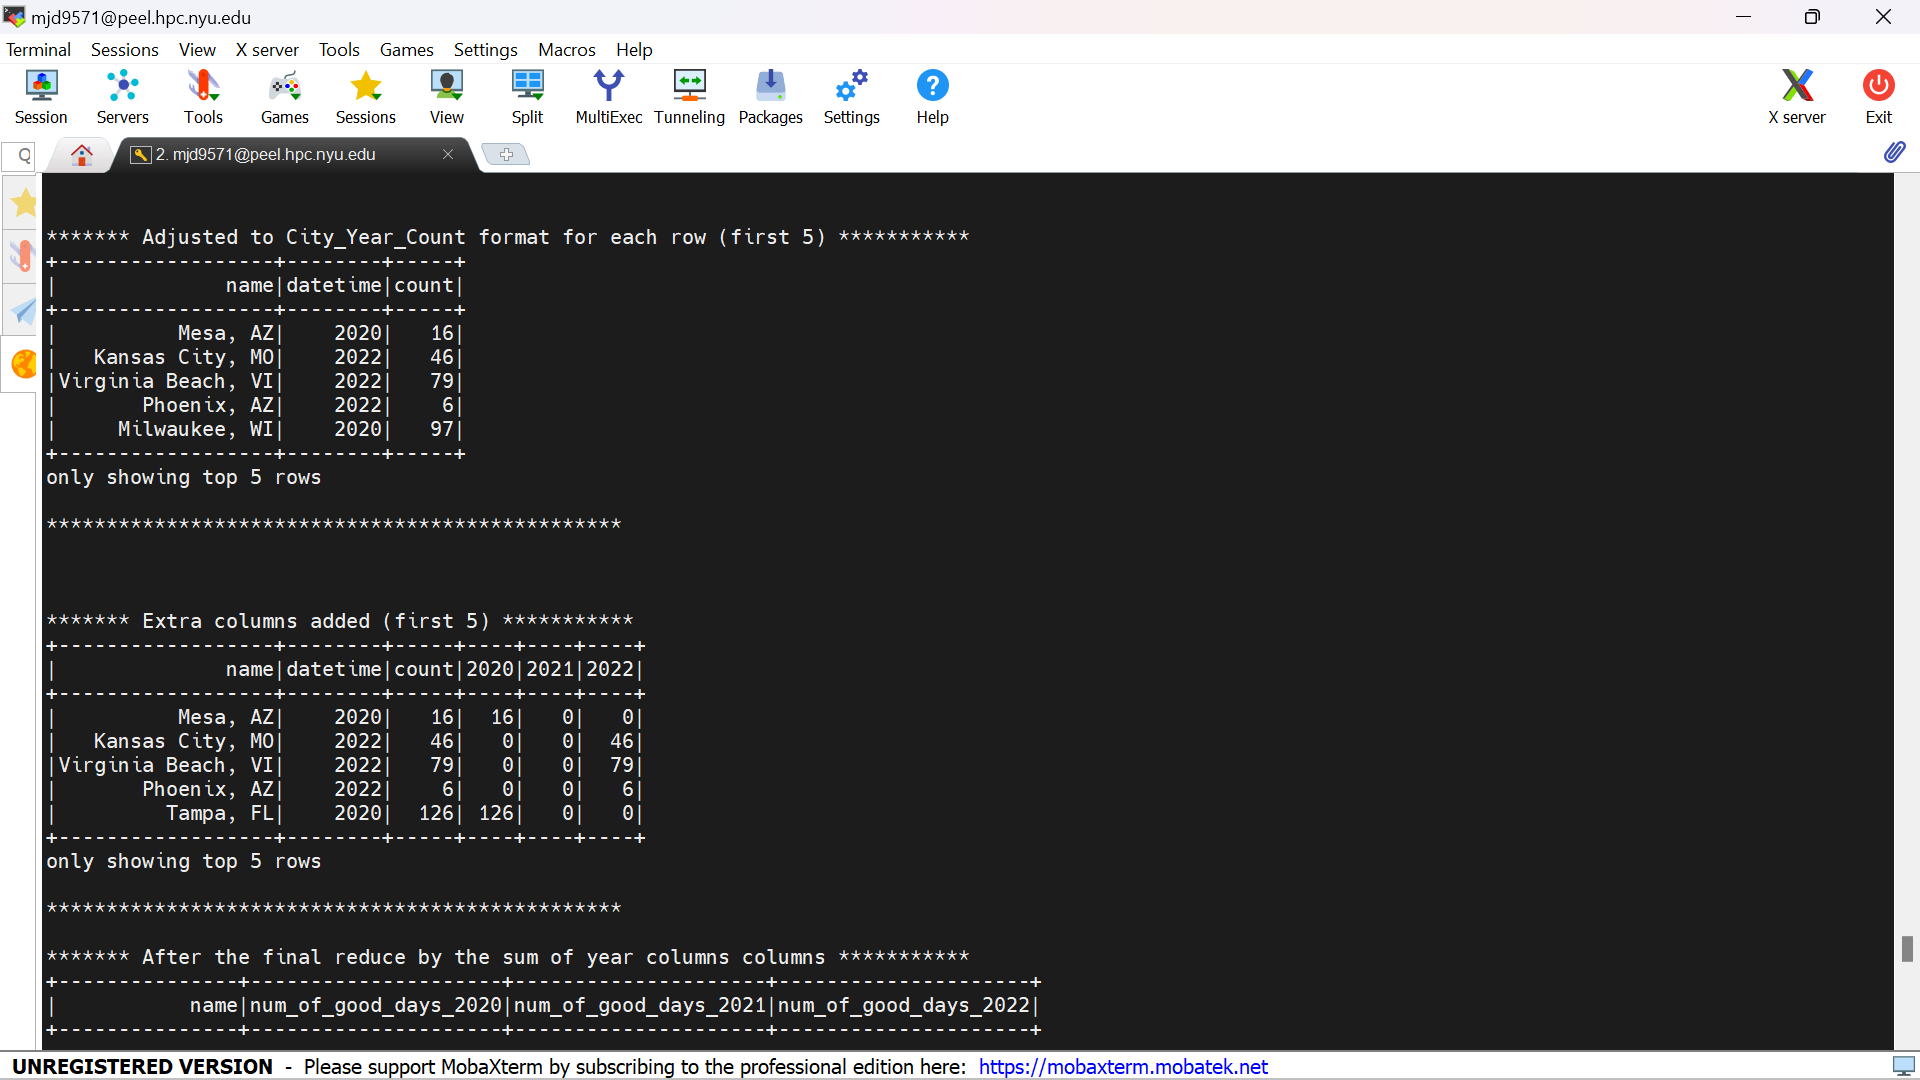 mjd9571@peel.hpc.nyu.edu
Terminal Sessions View X server Tools Games Settings Macros Help
Session Servers Tools Games Sessions View Split MultiExec Tunneling Packages Settings Help X server Exit
2. mjd9571@peel.hpc.nyu.edu
******* Adjusted to City_Year_Count format for each row (first 5) ***********
+------------------+--------+-----+
|              name|datetime|count|
+------------------+--------+-----+
|          Mesa, AZ|    2020|   16|
|   Kansas City, MO|    2022|   46|
|Virginia Beach, VI|    2022|   79|
|       Phoenix, AZ|    2022|    6|
|     Milwaukee, WI|    2020|   97|
+------------------+--------+-----+
only showing top 5 rows
************************************************
******* Extra columns added (first 5) ***********
+------------------+--------+-----+----+----+----+
|              name|datetime|count|2020|2021|2022|
+------------------+--------+-----+----+----+----+
|          Mesa, AZ|    2020|   16|  16|   0|   0|
|   Kansas City, MO|    2022|   46|   0|   0|  46|
|Virginia Beach, VI|    2022|   79|   0|   0|  79|
|       Phoenix, AZ|    2022|    6|   0|   0|   6|
|         Tampa, FL|    2020|  126| 126|   0|   0|
+------------------+--------+-----+----+----+----+
only showing top 5 rows
************************************************
******* After the final reduce by the sum of year columns columns ***********
+---------------+---------------------+---------------------+---------------------+
|           name|num_of_good_days_2020|num_of_good_days_2021|num_of_good_days_2022|
+---------------+---------------------+---------------------+---------------------+
UNREGISTERED VERSION - Please support MobaXterm by subscribing to the professional edition here: https://mobaxterm.mobatek.net